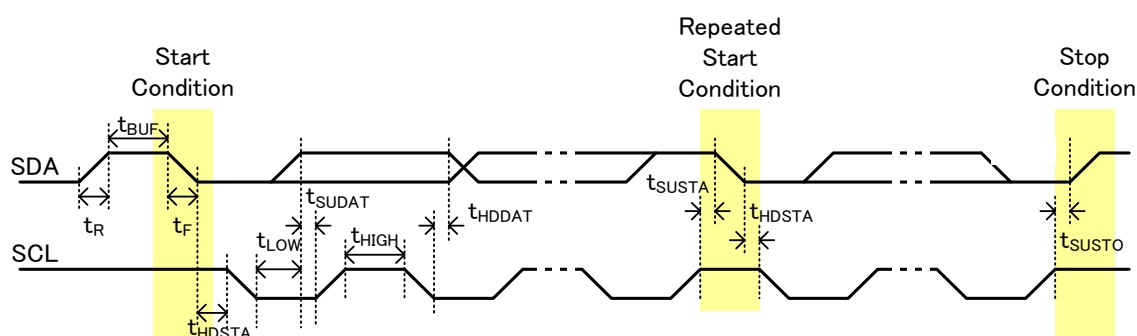 Start
Condition
Repeated
Start
Condition
Stop
Condition
tBUF
SDA
tR
tF
tSUDAT
tHDDAT
tSUSTA
tHDSTA
tSUSTO
SCL
tLOW
tHIGH
tHDSTA